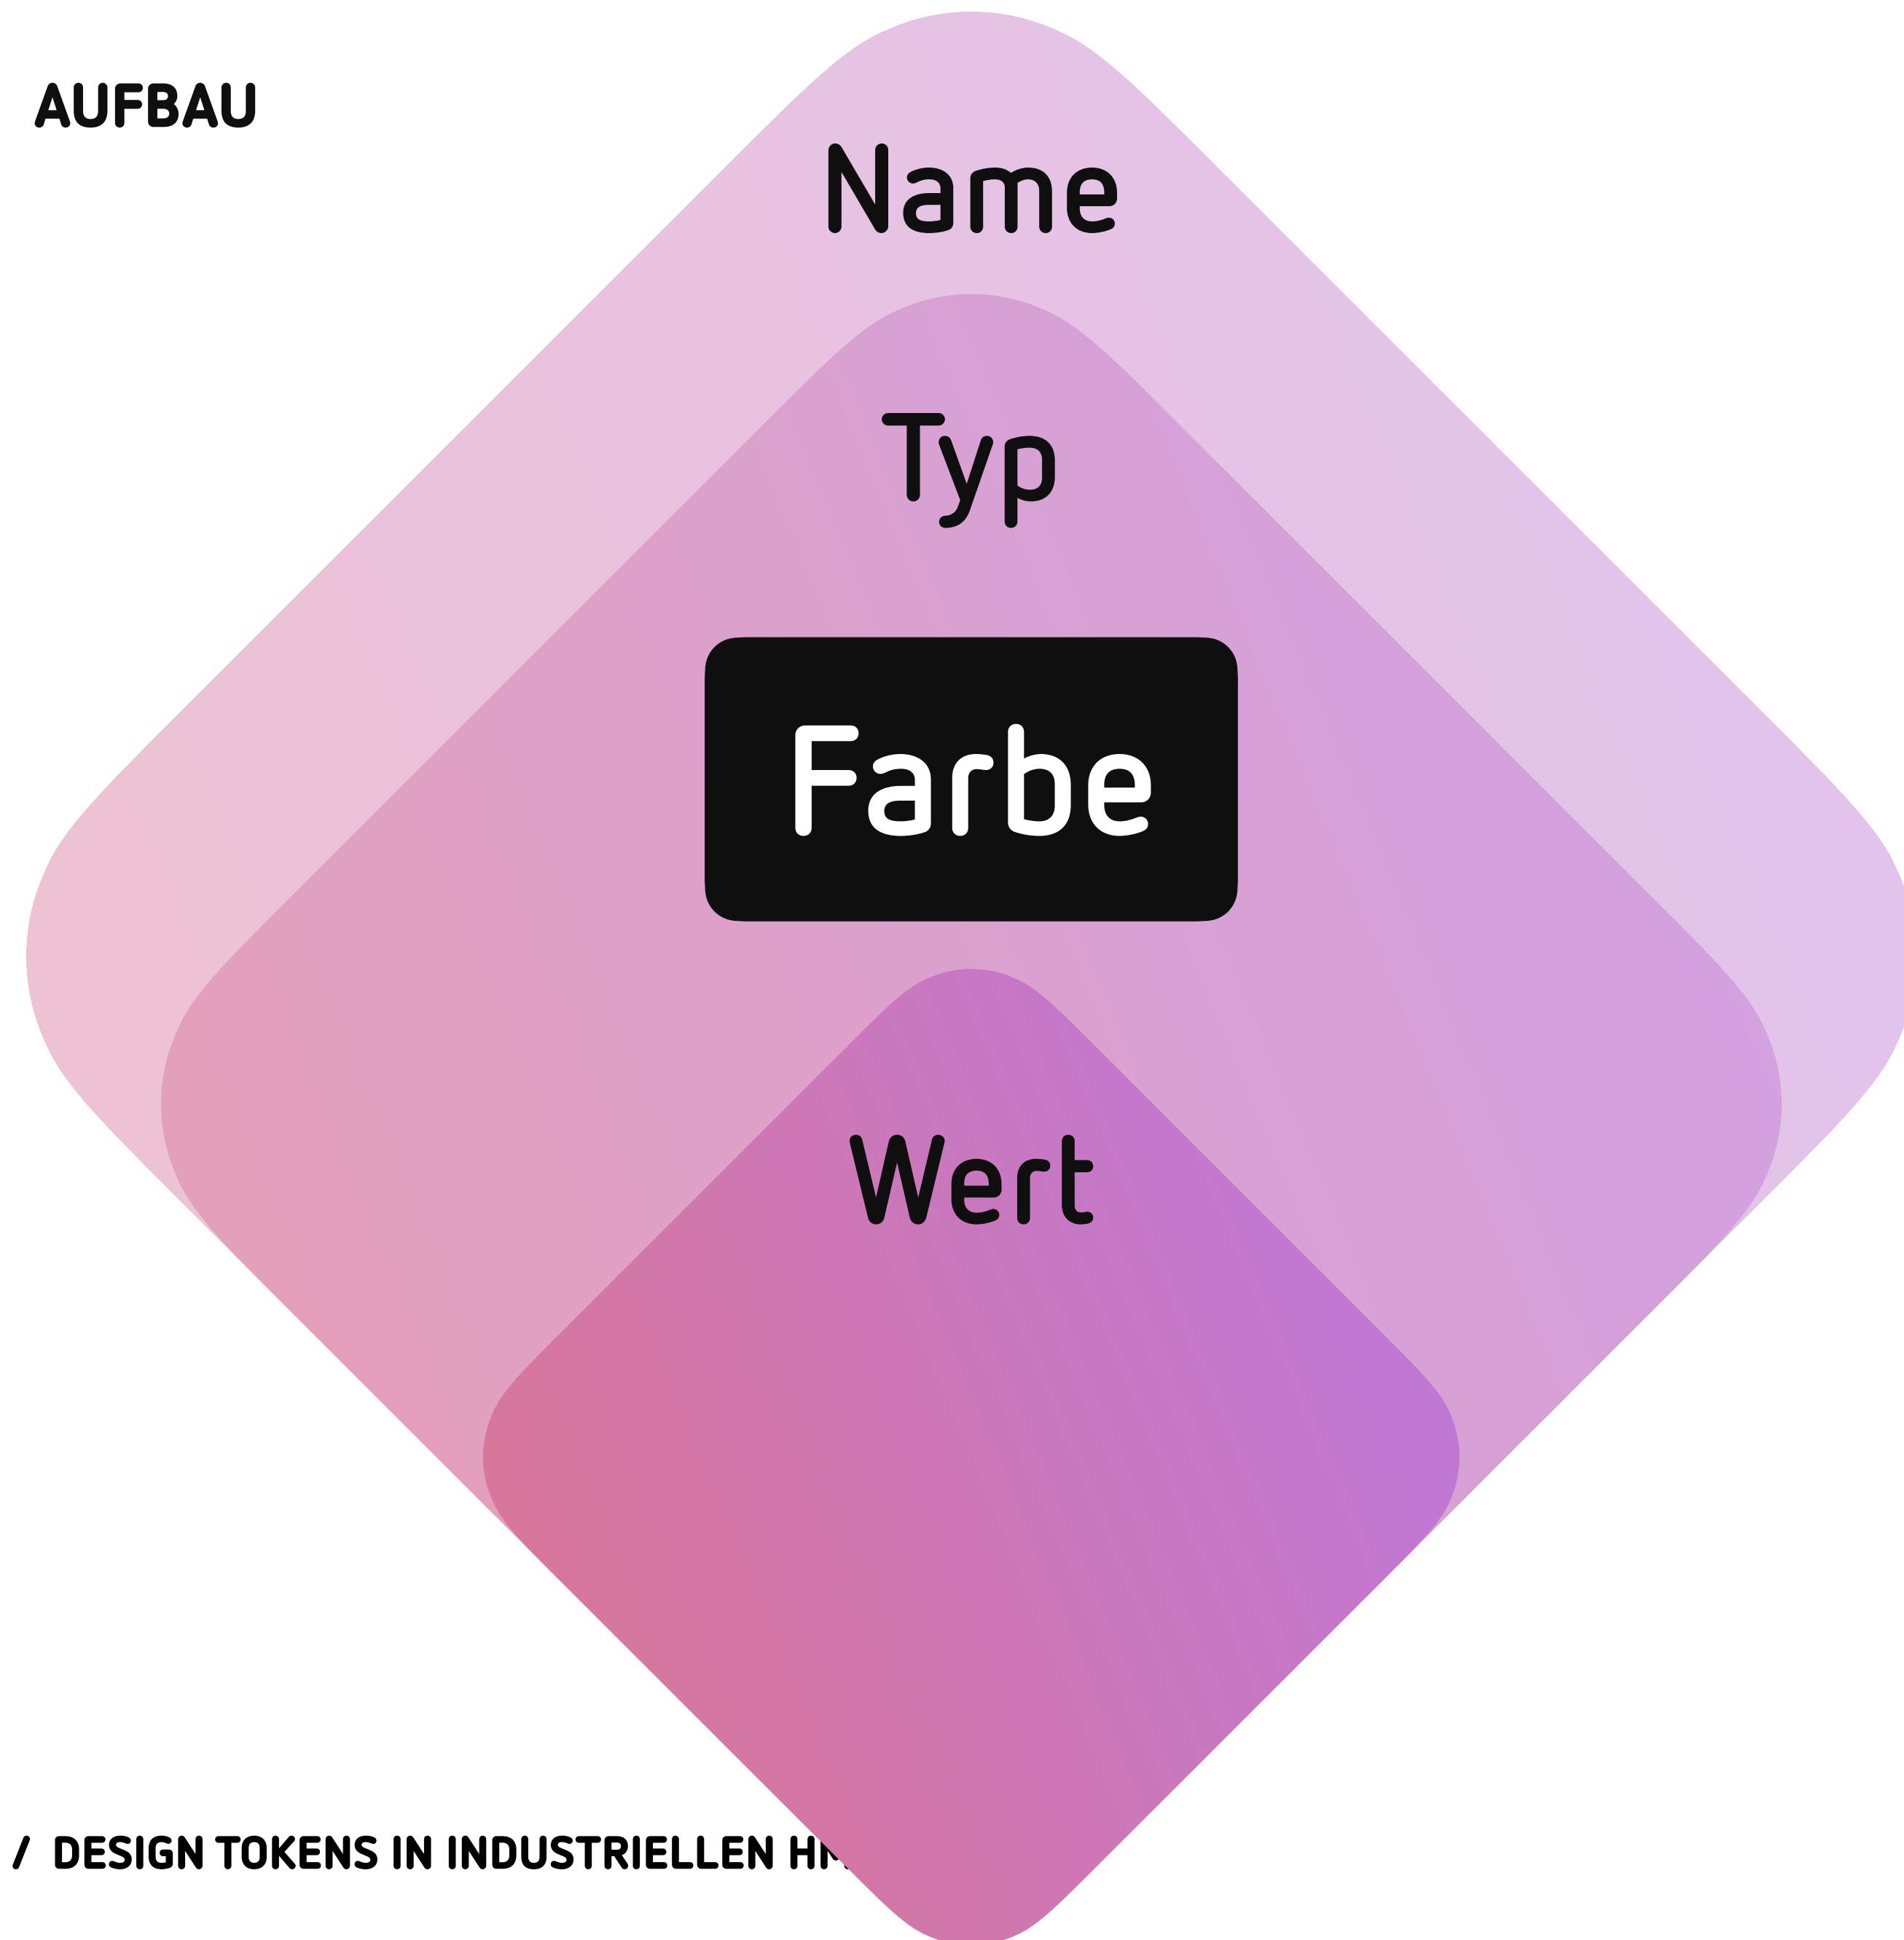 AUFBAU
Name
Typ
Farbe
Wert
/ DESIGN TOKENS IN INDUSTRIELLEN